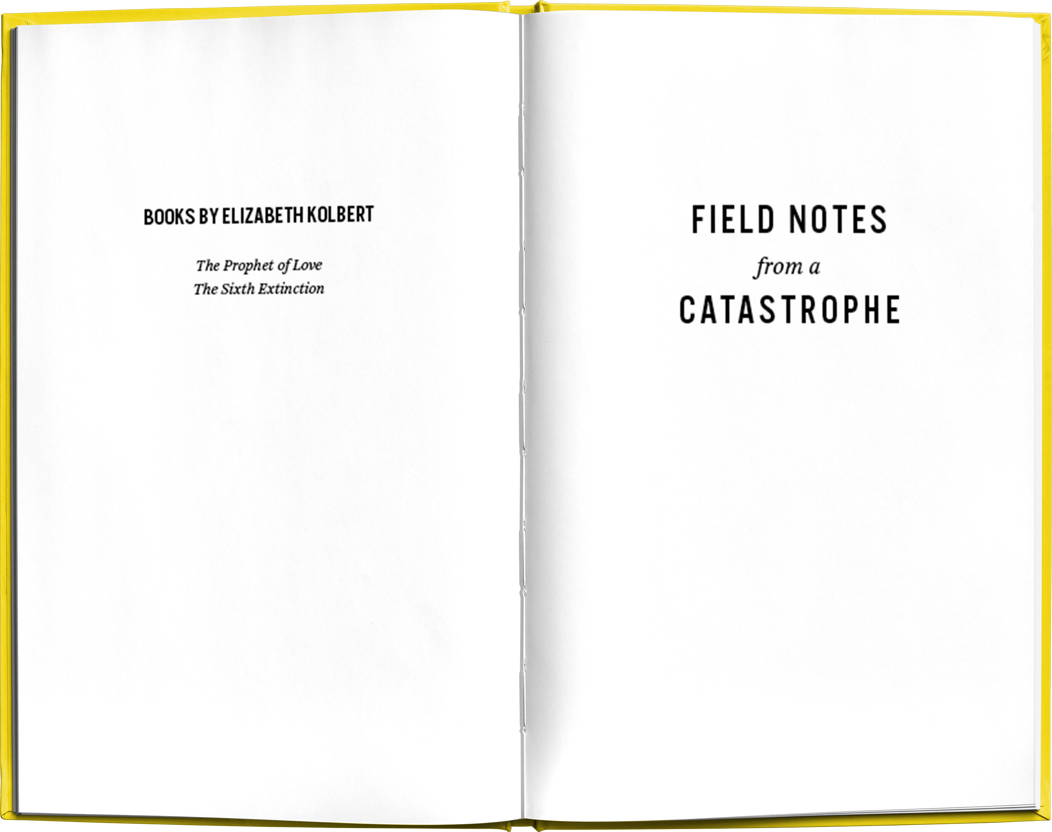 BOOKS BY ELIZABETH KOLBERT
The Prophet of Love
The Sixth Extinction
FIELD NOTES
from a
CATASTROPHE